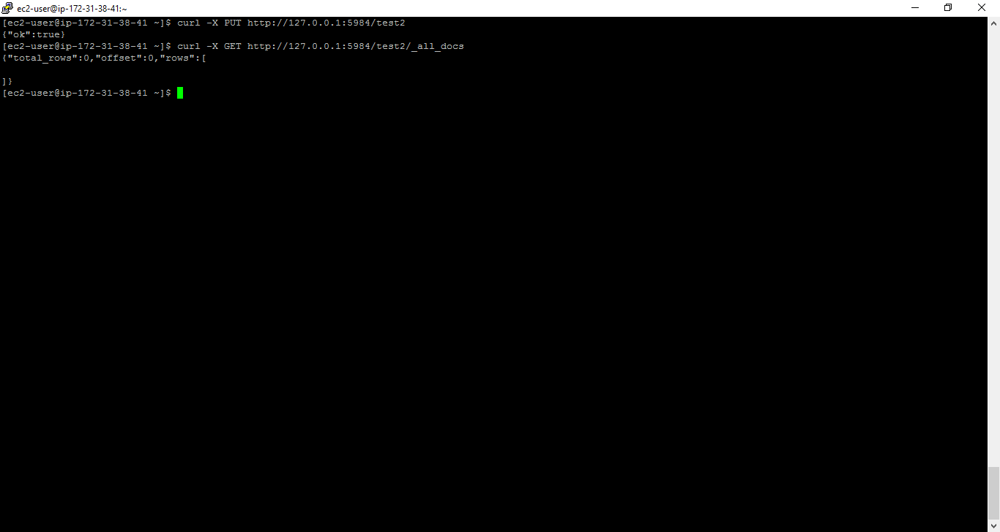 ec2-user@ip-172-31-38-41:~
[ec2-user@ip-172-31-38-41 ~]$ curl -X PUT http://127.0.0.1:5984/test2
{"ok":true}
[ec2-user@ip-172-31-38-41 ~]$ curl -X GET http://127.0.0.1:5984/test2/_all_docs
{"total_rows":0,"offset":0,"rows":[
]}
[ec2-user@ip-172-31-38-41 ~]$